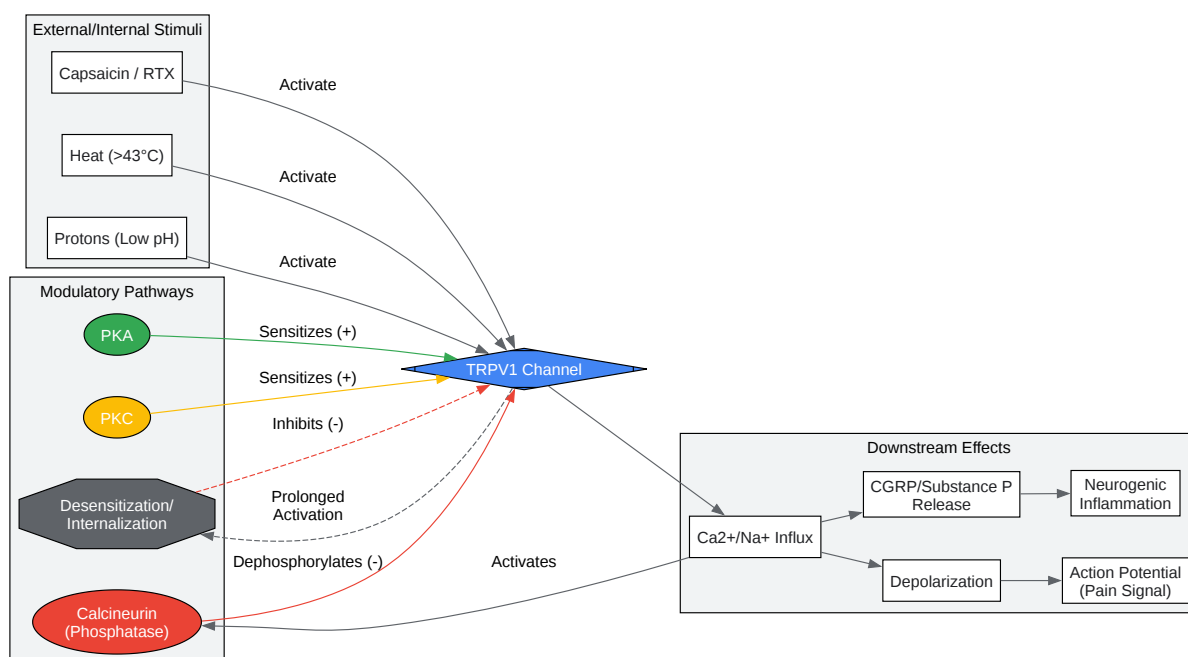 External/Internal Stimuli
Capsaicin / RTX
Activate
Heat (>43°C)
Activate
Protons (Low pH)
Activate
Modulatory Pathways
PKA
Sensitizes (+)
TRPV1 Channel
PKC
Sensitizes (+)
Inhibits (-)
Desensitization/
Internalization
Prolonged
Activation
Dephosphorylates (-)
Calcineurin
(Phosphatase)
Activates
Downstream Effects
Ca2+/Na+ Influx
CGRP/Substance P
Release
Neurogenic
Inflammation
Depolarization
Action Potential
(Pain Signal)